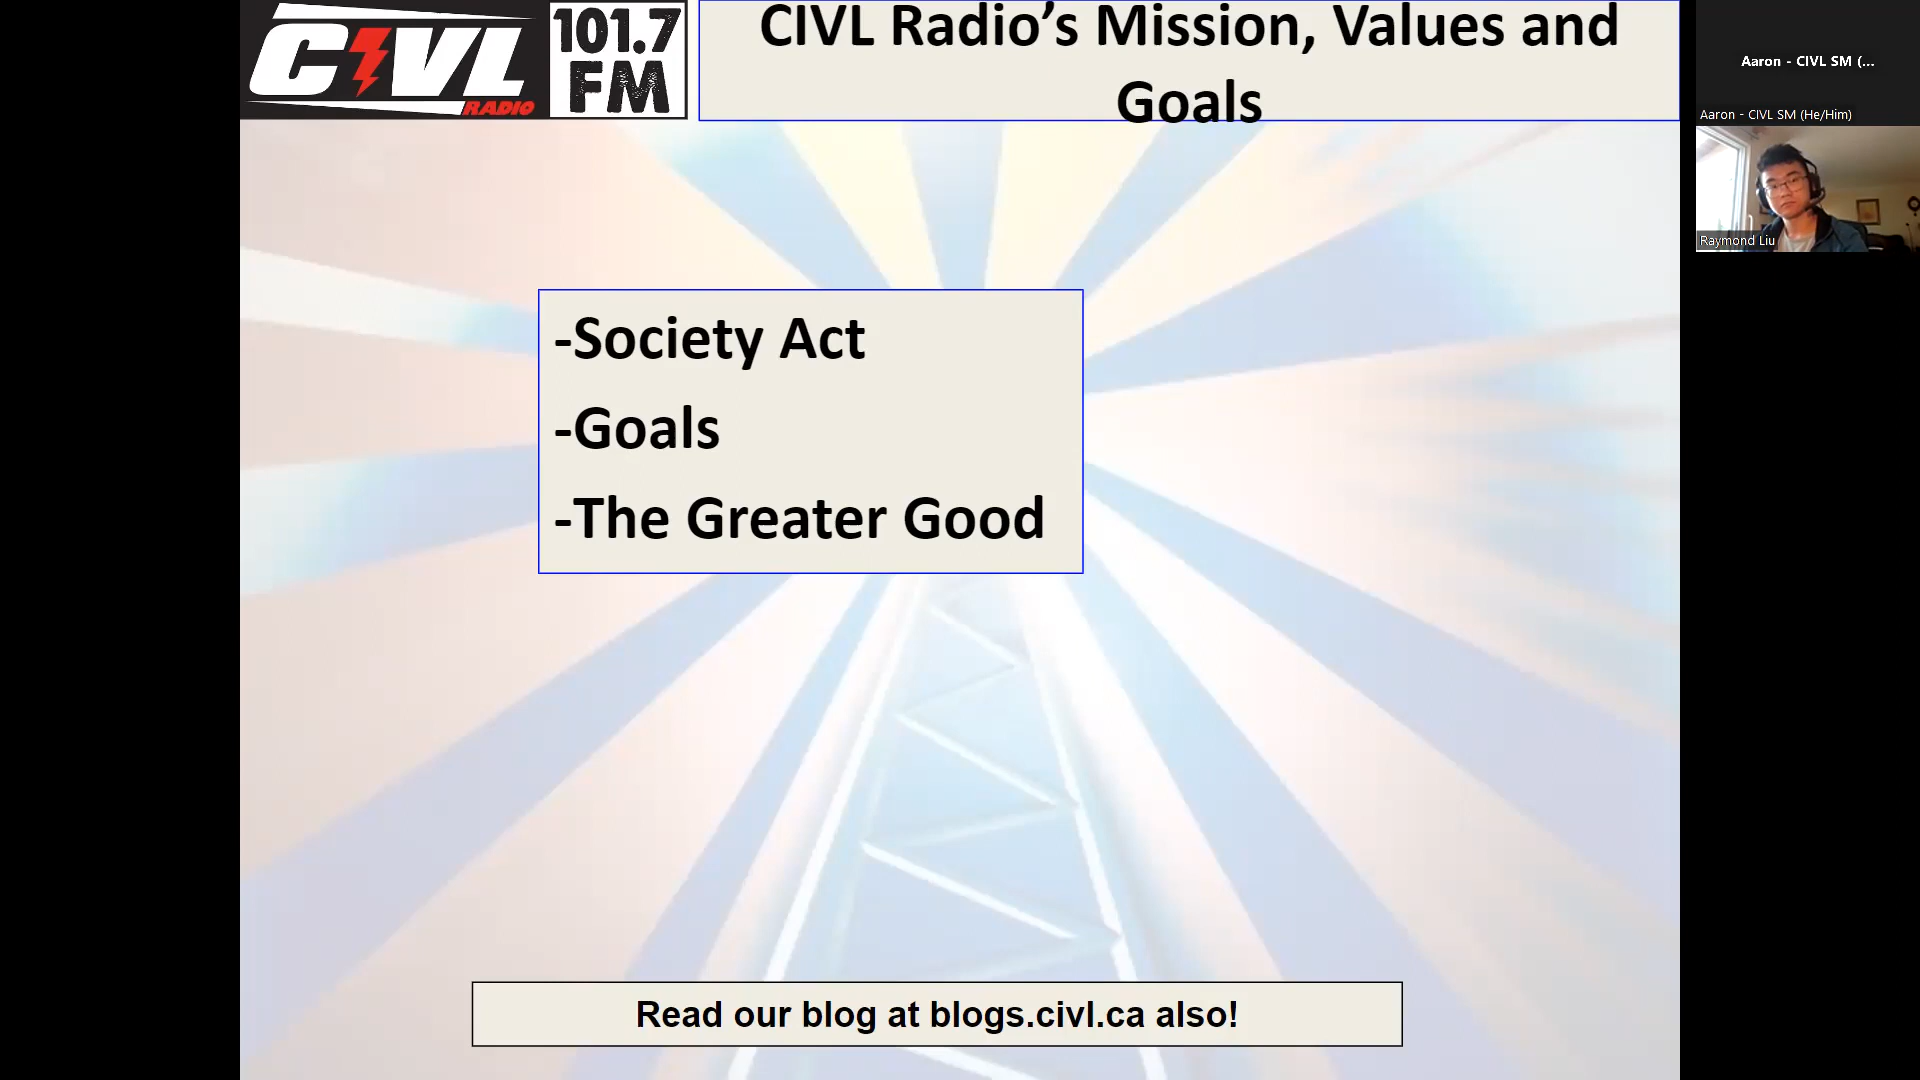 CIVL
RADIO
101.7
FM
CIVL Radio’s Mission, Values and
Goals
-Society Act
-Goals
-The Greater Good
Read our blog at blogs.civl.ca also!
Aaron - CIVL SM (...
Aaron - CIVL SM (He/Him)
Raymond Liu